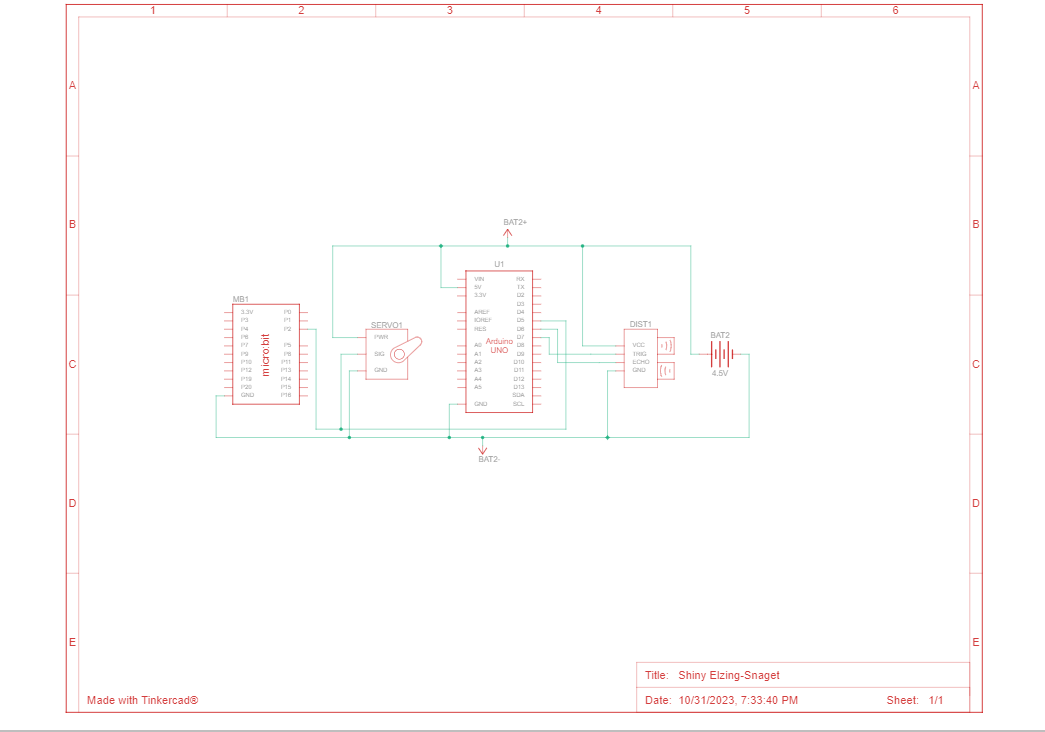 1 2 3 4 5 6
A A
B B
BAT2+
U1
MB1
SERVO1
DIST1
BAT2
4.5V
C C
3.3V P0
P3 P1
P4 P2
P6
P7 P5
P9 P8
P10 P11
P12 P13
P19 P14
P20 P15
GND P16
micro:bit
PWR
SIG
GND
VIN RX
5V TX
3.3V D2
D3
AREF D4
IOREF D5
RES D6
D7
A0 D8
A1 D9
A2 D10
A3 D11
A4 D12
A5 D13
SDA
GND SCL
Arduino
UNO
VCC
TRIG
ECHO
GND
BAT2-
D D
E E
Title: Shiny Elzing-Snaget
Made with Tinkercad®
Date: 10/31/2023, 7:33:40 PM Sheet: 1/1